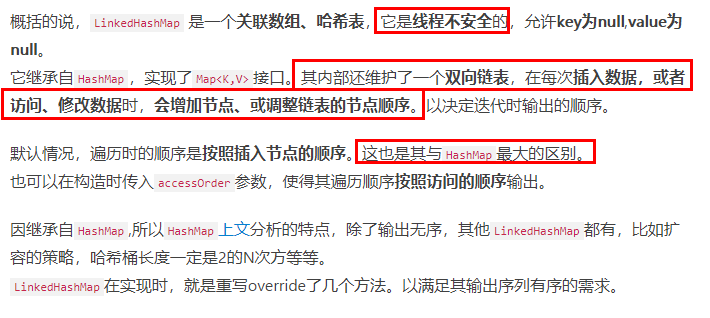 概括的说，LinkedHashMap 是一个关联数组、哈希表，它是线程不安全的，允许key为null,value为
null。
它继承自 HashMap，实现了 Map<K,V> 接口。其内部还维护了一个双向链表，在每次插入数据，或者
访问、修改数据时，会增加节点、或调整链表的节点顺序。以决定迭代时输出的顺序。
默认情况，遍历时的顺序是按照插入节点的顺序。这也是其与 HashMap 最大的区别。
也可以在构造时传入 accessOrder 参数，使得其遍历顺序按照访问的顺序输出。
因继承自 HashMap,所以 HashMap 上文分析的特点，除了输出无序，其他 LinkedHashMap 都有，比如扩
容的策略，哈希桶长度一定是2的N次方等等。
LinkedHashMap 在实现时，就是重写override了几个方法。以满足其输出序列有序的需求。